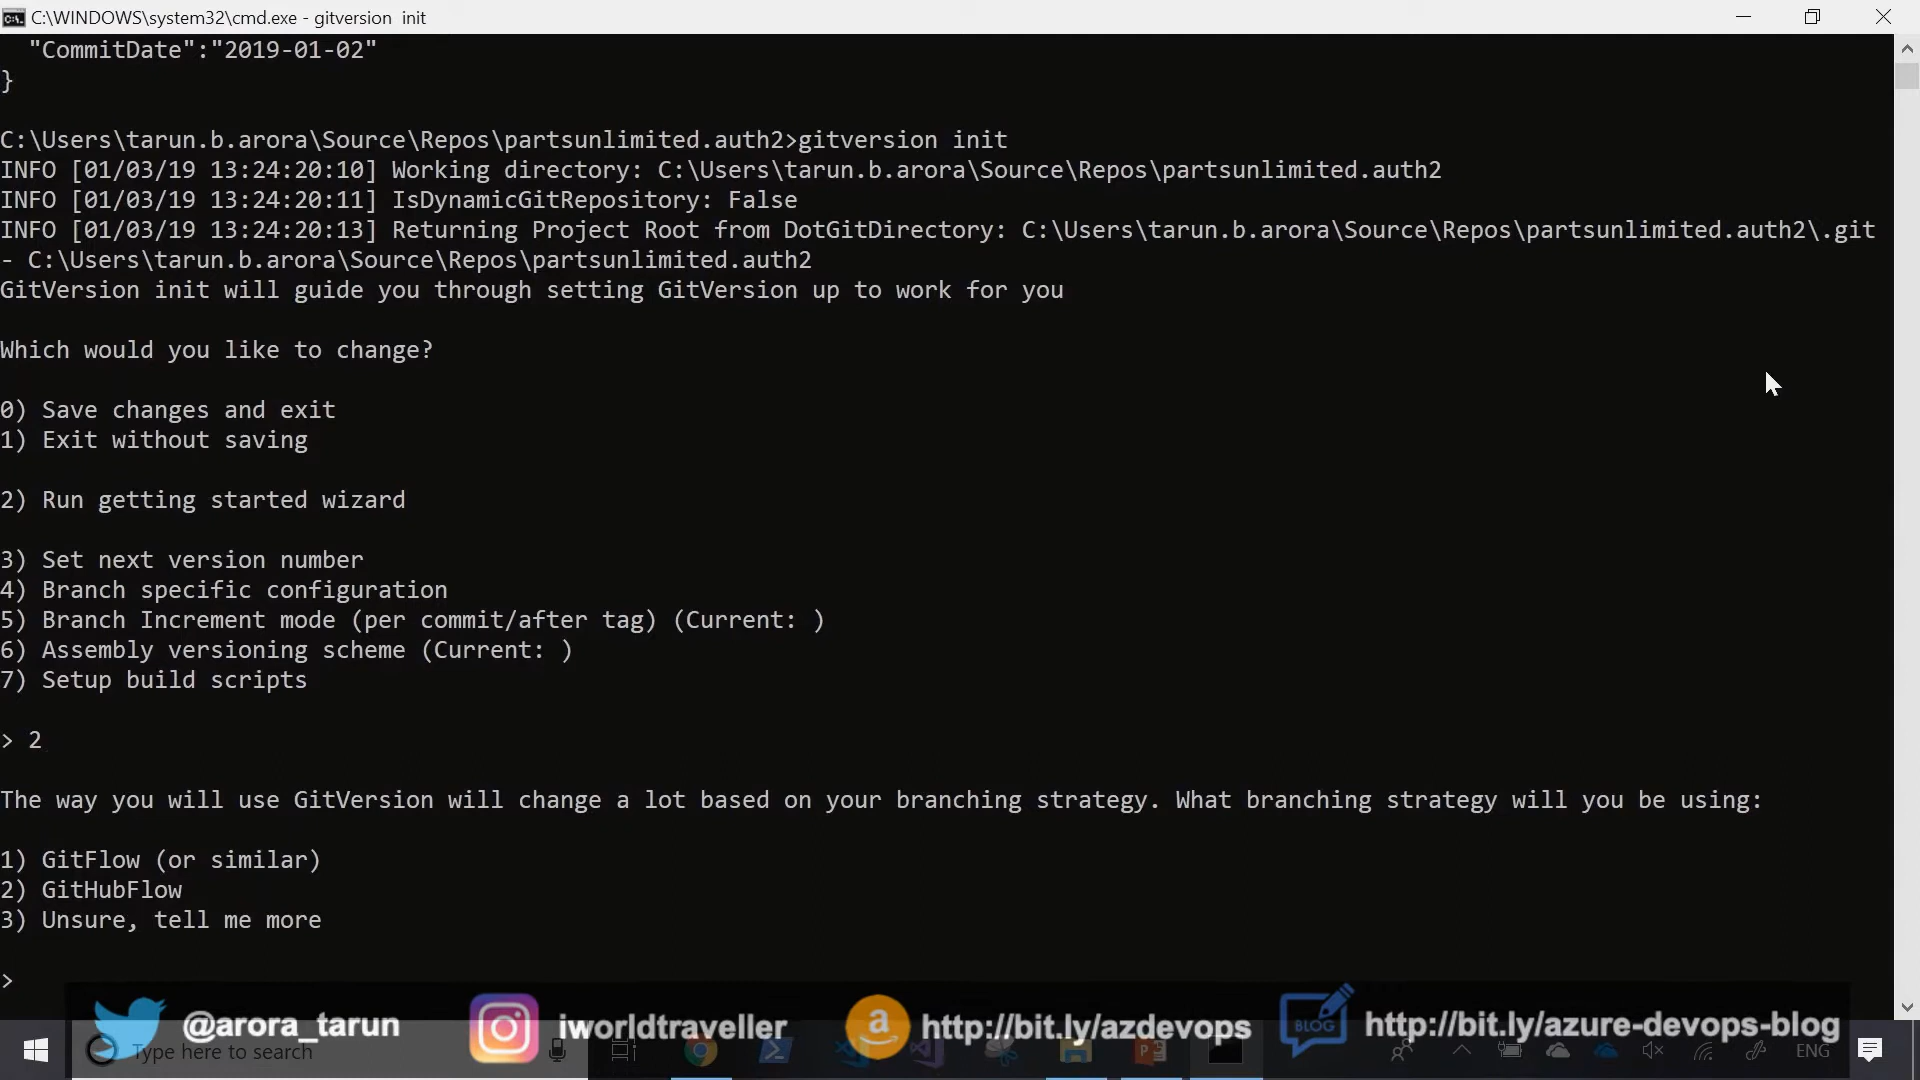 C:\WINDOWS\system32\cmd.exe - gitversion  init
"CommitDate":"2019-01-02"
}
C:\Users\tarun.b.arora\Source\Repos\partsunlimited.auth2>gitversion init
INFO [01/03/19 13:24:20:10] Working directory: C:\Users\tarun.b.arora\Source\Repos\partsunlimited.auth2
INFO [01/03/19 13:24:20:11] IsDynamicGitRepository: False
INFO [01/03/19 13:24:20:13] Returning Project Root from DotGitDirectory: C:\Users\tarun.b.arora\Source\Repos\partsunlimited.auth2\.git
- C:\Users\tarun.b.arora\Source\Repos\partsunlimited.auth2
GitVersion init will guide you through setting GitVersion up to work for you
Which would you like to change?
0) Save changes and exit
1) Exit without saving
2) Run getting started wizard
3) Set next version number
4) Branch specific configuration
5) Branch Increment mode (per commit/after tag) (Current: )
6) Assembly versioning scheme (Current: )
7) Setup build scripts
> 2
The way you will use GitVersion will change a lot based on your branching strategy. What branching strategy will you be using:
1) GitFlow (or similar)
2) GitHubFlow
3) Unsure, tell me more
>
@arora_tarun iworldtraveller http://bit.ly/azdevops BLOG http://bit.ly/azure-devops-blog
Type here to search ENG